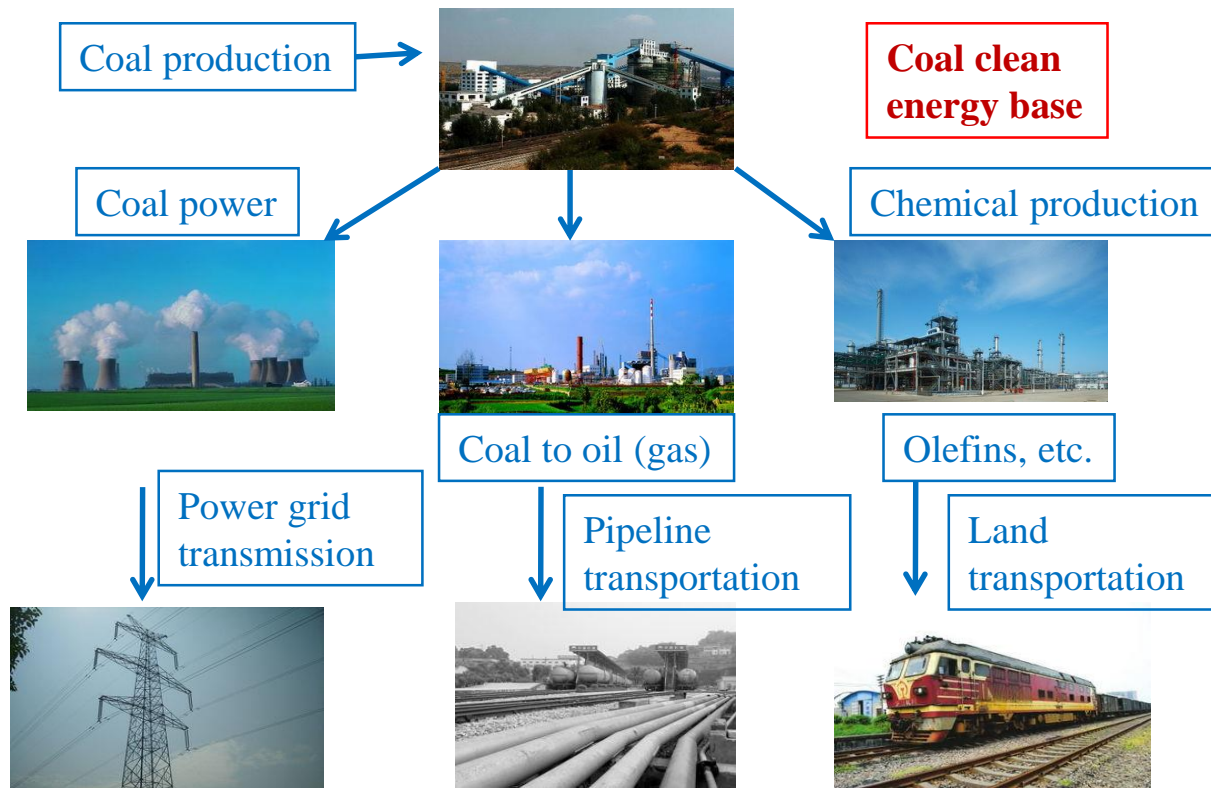 Coal production
Coal clean
energy base
Coal power
Chemical production
Coal to oil (gas)
Olefins, etc.
Power grid
transmission
Pipeline
transportation
Land
transportation